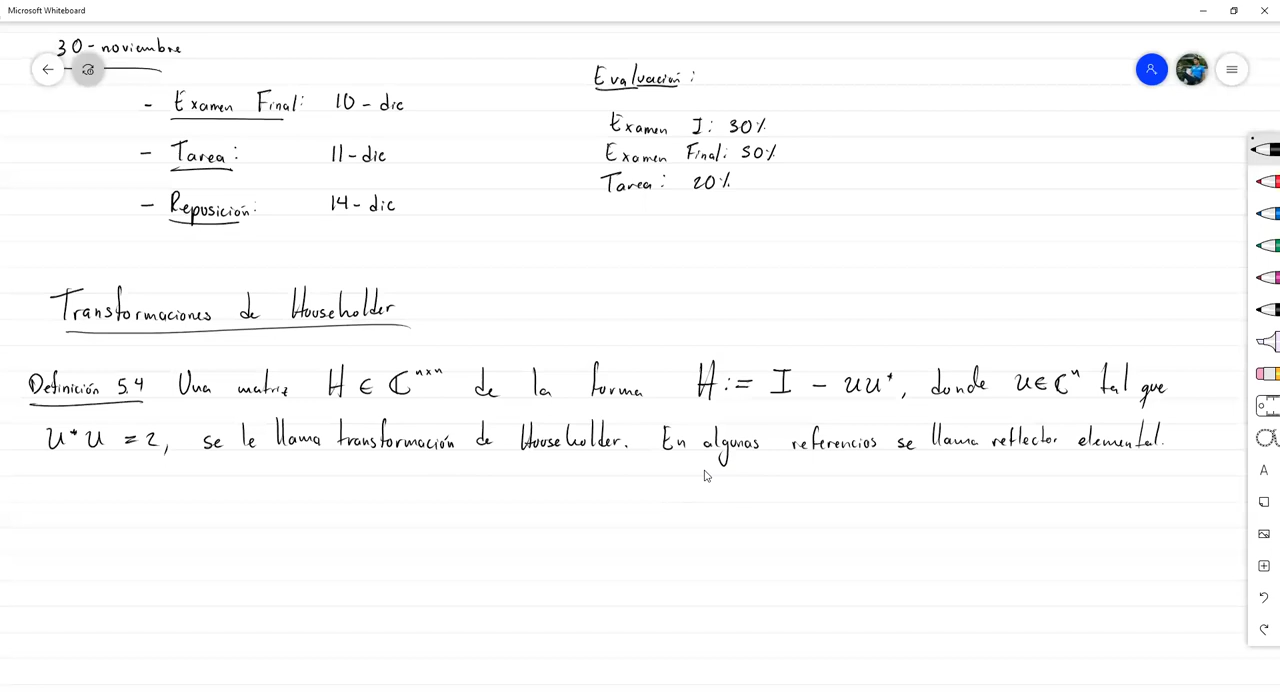 Microsoft Whiteboard
30-noviembre
- Examen Final: 10-dic
- Tarea: 11-dic
- Reposición: 14-dic
Evaluación:
Examen I: 30%
Examen Final: 50%
Tarea: 20%
Transformaciones de Householder
Definición 5.4 Una matriz H ∈ ℂⁿˣⁿ de la forma H := I - uu*, donde u ∈ ℂⁿ tal que
u*u = 2, se le llama transformación de Householder. En algunas referencias se llama reflector elemental.
A